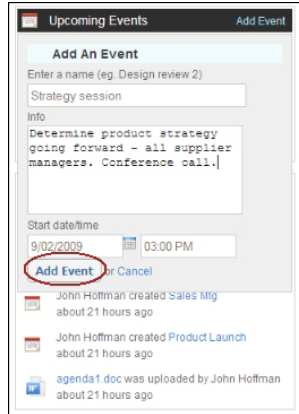 Upcoming Events Add Event
Add An Event
Enter a name (eg. Design review 2)
Strategy session
Info
Determine product strategy
going forward - all supplier
managers. Conference call.
Start date/time
9/02/2009 03:00 PM
Add Event or Cancel
John Hoffman created Sales Mtg
about 21 hours ago
John Hoffman created Product Launch
about 21 hours ago
agenda1.doc was uploaded by John Hoffman
about 21 hours ago